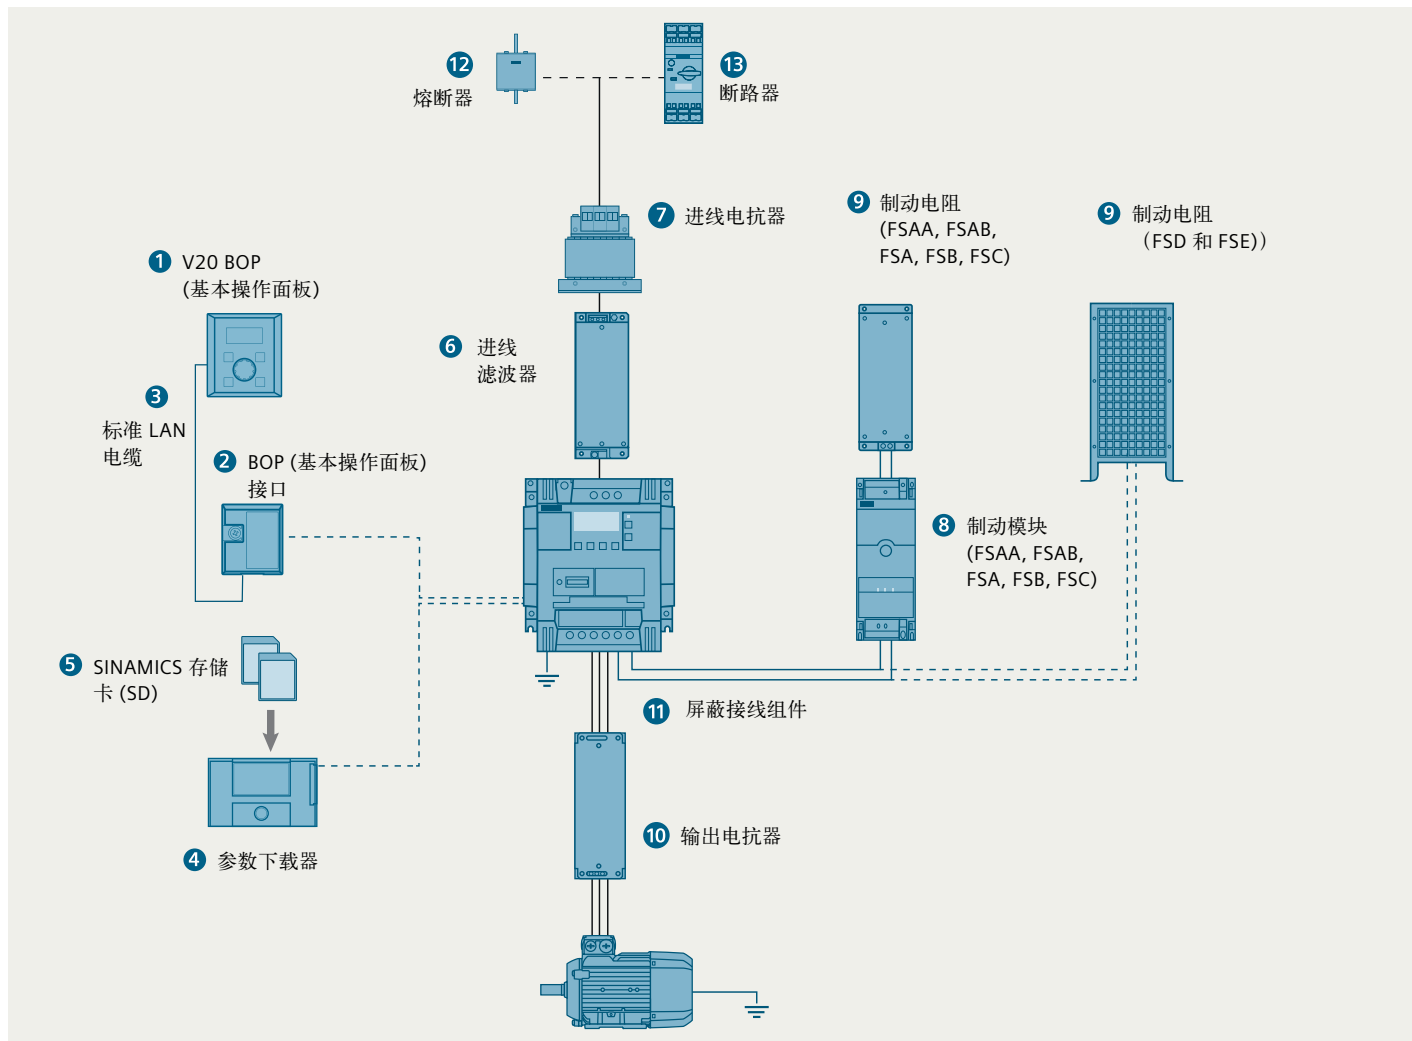 12
熔断器
13
断路器
7 进线电抗器
9 制动电阻
(FSAA, FSAB,
FSA, FSB, FSC)
9 制动电阻
（FSD 和 FSE)）
1 V20 BOP
(基本操作面板)
6 进线
滤波器
3
标准 LAN
电缆
2 BOP (基本操作面板)
接口
8 制动模块
(FSAA, FSAB,
FSA, FSB, FSC)
5 SINAMICS 存储
卡 (SD)
11 屏蔽接线组件
10 输出电抗器
4 参数下载器